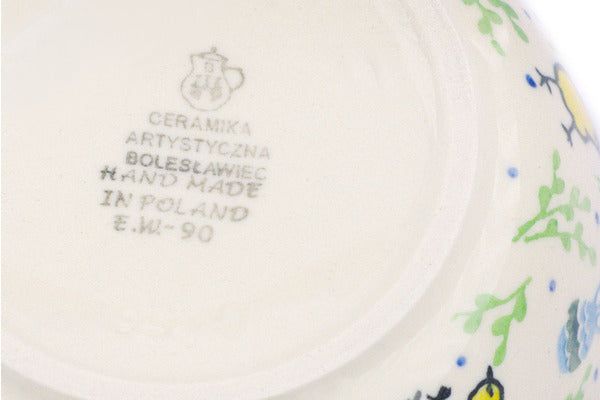 CERAMIKA
ARTYSTYCZNA
BOLESŁAWIEC
HAND MADE
IN POLAND
E.W.-90